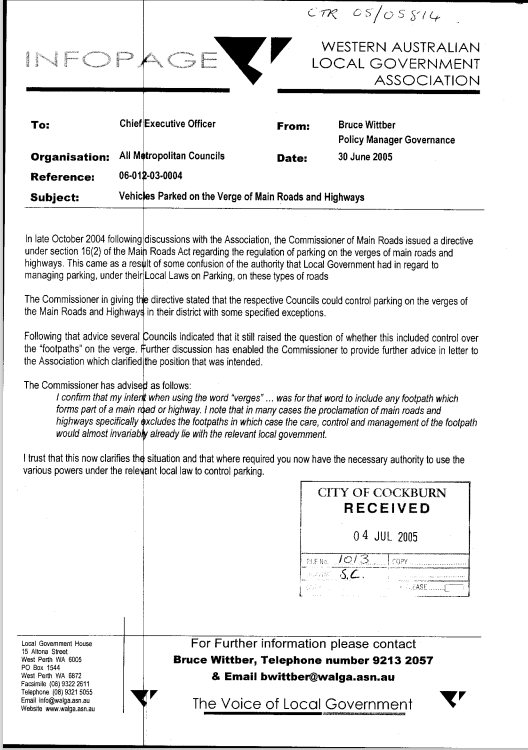 CTR 05/05814
INFOPAGE
WESTERN AUSTRALIAN
LOCAL GOVERNMENT
ASSOCIATION
To: Chief Executive Officer From: Bruce Wittber
Policy Manager Governance
Organisation: All Metropolitan Councils Date: 30 June 2005
Reference: 06-012-03-0004
Subject: Vehicles Parked on the Verge of Main Roads and Highways
In late October 2004 following discussions with the Association, the Commissioner of Main Roads issued a directive
under section 16(2) of the Main Roads Act regarding the regulation of parking on the verges of main roads and
highways. This came as a result of some confusion of the authority that Local Government had in regard to
managing parking, under their Local Laws on Parking, on these types of roads
The Commissioner in giving the directive stated that the respective Councils could control parking on the verges of
the Main Roads and Highways in their district with some specified exceptions.
Following that advice several Councils indicated that it still raised the question of whether this included control over
the "footpaths" on the verge. Further discussion has enabled the Commissioner to provide further advice in letter to
the Association which clarified the position that was intended.
The Commissioner has advised as follows:
I confirm that my intent when using the word "verges" ... was for that word to include any footpath which
forms part of a main road or highway. I note that in many cases the proclamation of main roads and
highways specifically excludes the footpaths in which case the care, control and management of the footpath
would almost invariably already lie with the relevant local government.
I trust that this now clarifies the situation and that where required you now have the necessary authority to use the
various powers under the relevant local law to control parking.
CITY OF COCKBURN
RECEIVED
04 JUL 2005
FILE No. 1013 COPY
S.C.
Local Government House
15 Altona Street
West Perth WA 6005
PO Box 1544
West Perth WA 6872
Facsimile (08) 9322 2611
Telephone (08) 9321 5055
Email info@walga.asn.au
Website www.walga.asn.au
For Further information please contact
Bruce Wittber, Telephone number 9213 2057
& Email bwittber@walga.asn.au
The Voice of Local Government